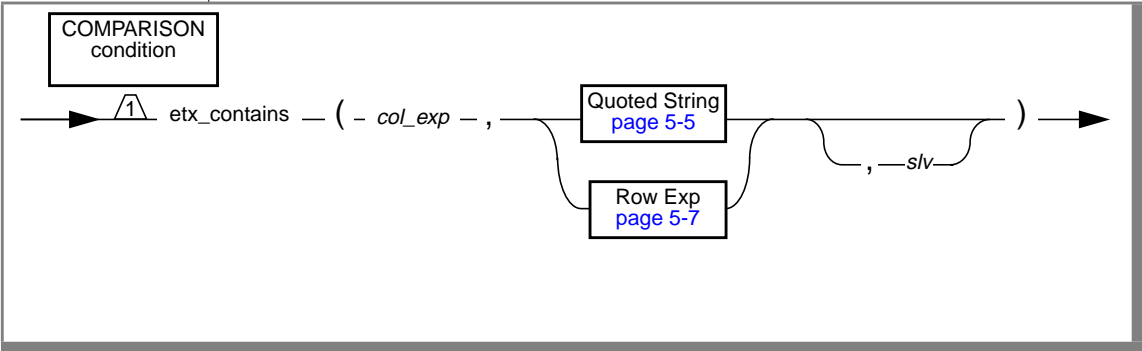 COMPARISON
condition
1 etx_contains ( col_exp , Quoted String
page 5-5
, slv )
Row Exp
page 5-7